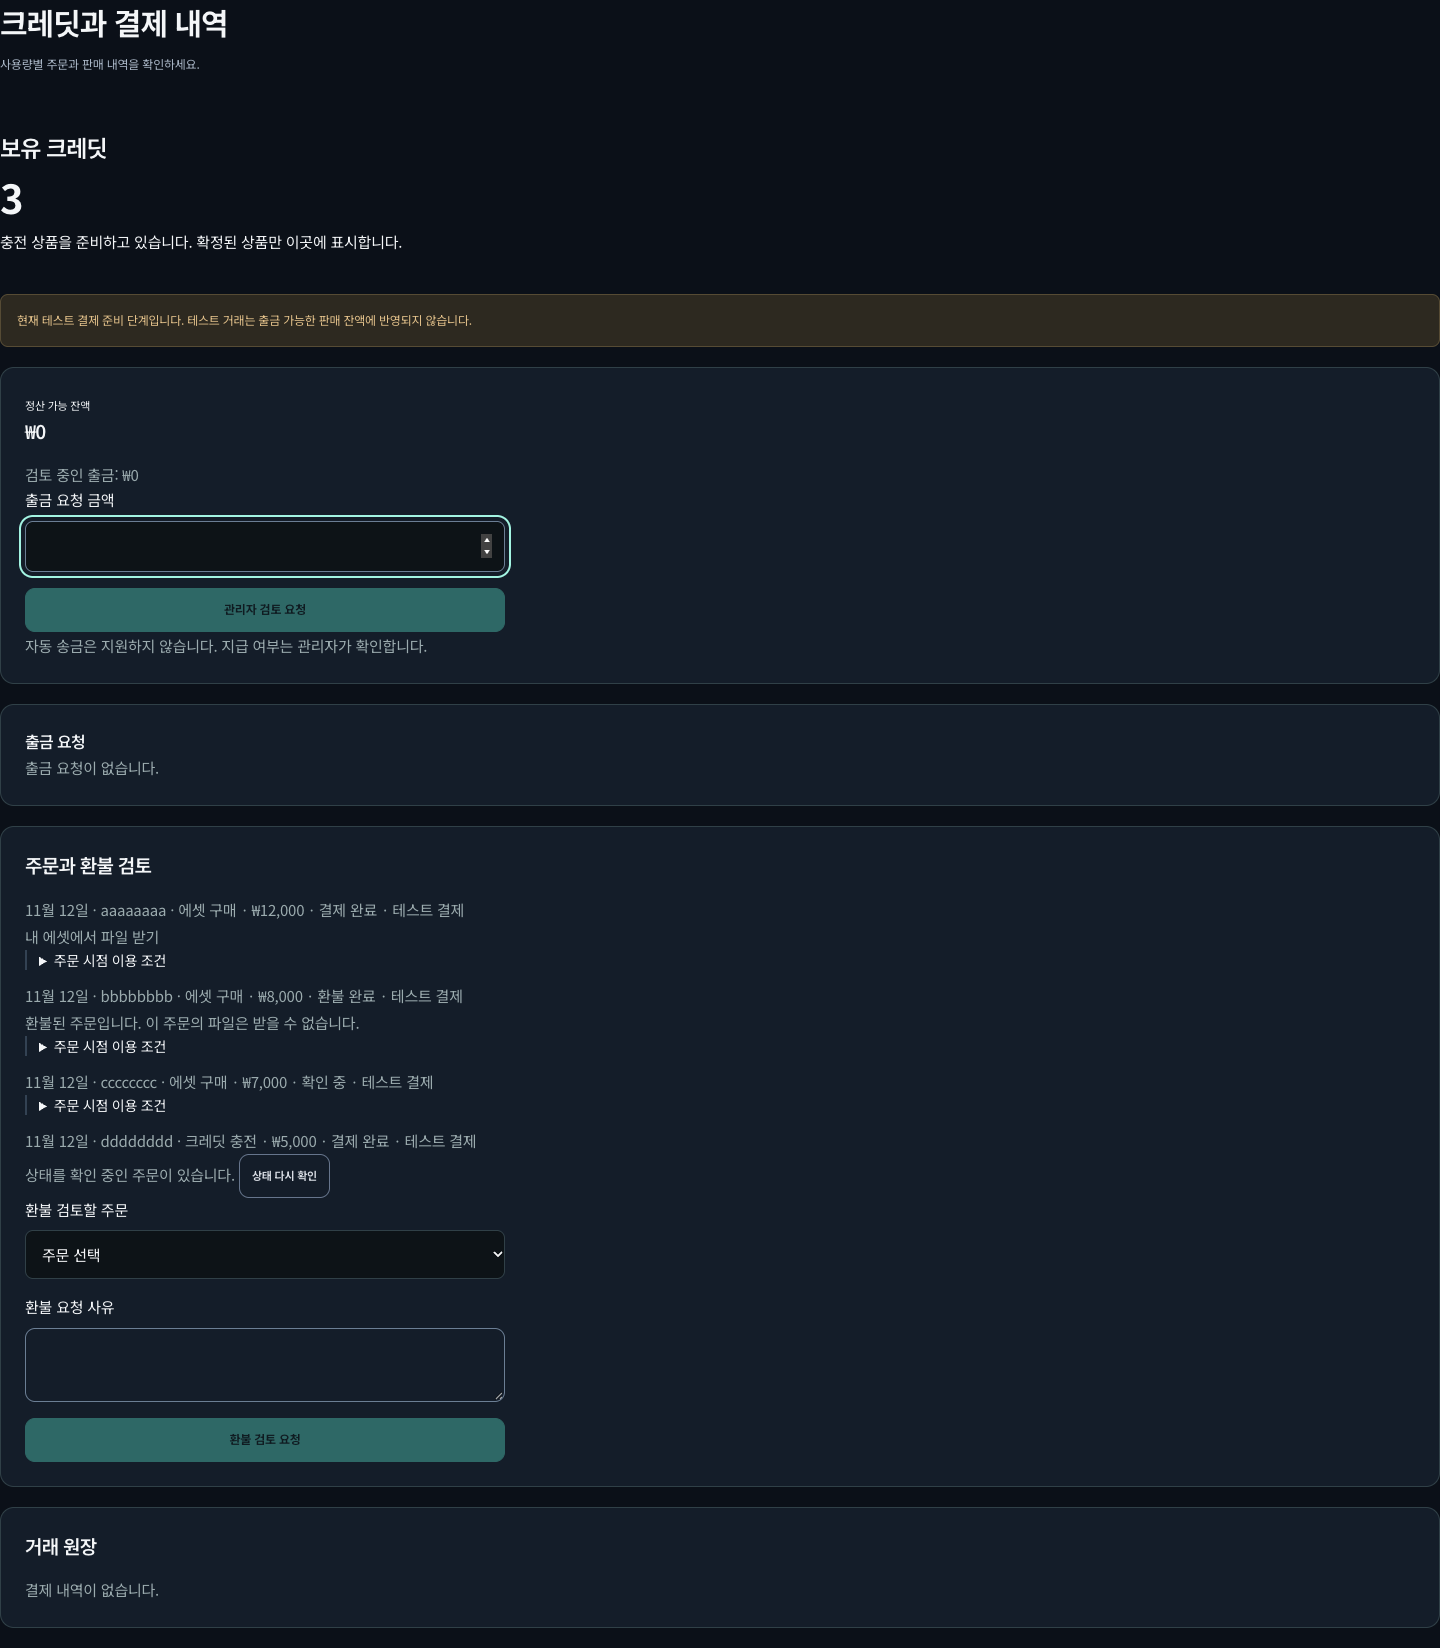 크레딧과 결제 내역
사용량별 주문과 판매 내역을 확인하세요.
보유 크레딧
3
충전 상품을 준비하고 있습니다. 확정된 상품만 이곳에 표시합니다.
현재 테스트 결제 준비 단계입니다. 테스트 거래는 출금 가능한 판매 잔액에 반영되지 않습니다.
정산 가능 잔액
₩0
검토 중인 출금: ₩0
출금 요청 금액
관리자 검토 요청
자동 송금은 지원하지 않습니다. 지급 여부는 관리자가 확인합니다.
출금 요청
출금 요청이 없습니다.
주문과 환불 검토
11월 12일 · aaaaaaaa · 에셋 구매 · ₩12,000 · 결제 완료 · 테스트 결제
내 에셋에서 파일 받기
▶ 주문 시점 이용 조건
11월 12일 · bbbbbbbb · 에셋 구매 · ₩8,000 · 환불 완료 · 테스트 결제
환불된 주문입니다. 이 주문의 파일은 받을 수 없습니다.
▶ 주문 시점 이용 조건
11월 12일 · cccccccc · 에셋 구매 · ₩7,000 · 확인 중 · 테스트 결제
▶ 주문 시점 이용 조건
11월 12일 · dddddddd · 크레딧 충전 · ₩5,000 · 결제 완료 · 테스트 결제
상태를 확인 중인 주문이 있습니다. 상태 다시 확인
환불 검토할 주문
주문 선택
환불 요청 사유
환불 검토 요청
거래 원장
결제 내역이 없습니다.